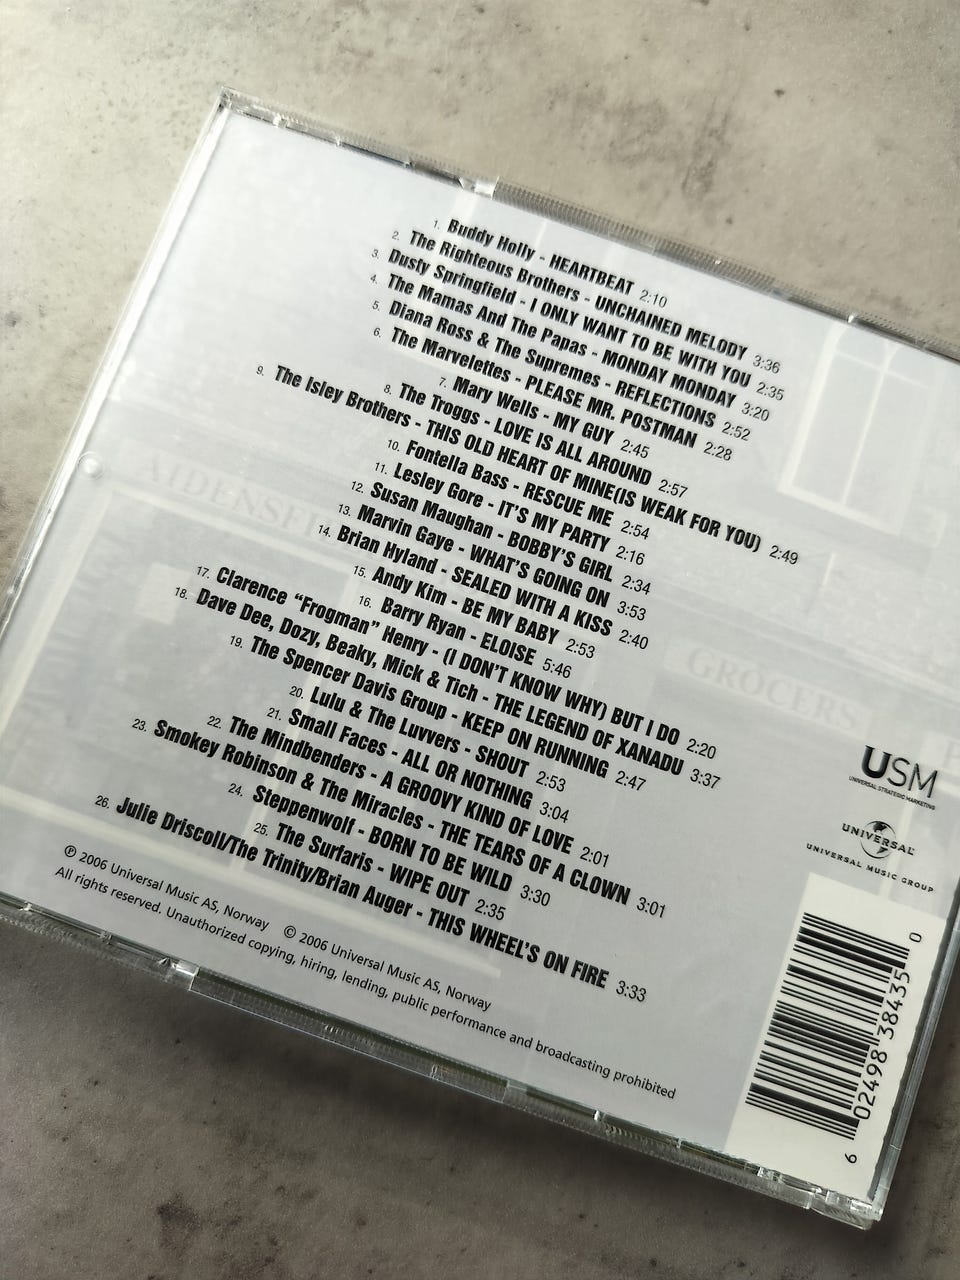 1. Buddy Holly - HEARTBEAT 2:10
2. The Righteous Brothers - UNCHAINED MELODY 3:36
3. Dusty Springfield - I ONLY WANT TO BE WITH YOU 2:35
4. The Mamas And The Papas - MONDAY MONDAY 3:20
5. Diana Ross & The Supremes - REFLECTIONS 2:52
6. The Marvelettes - PLEASE MR. POSTMAN 2:28
7. Mary Wells - MY GUY 2:45
8. The Troggs - LOVE IS ALL AROUND 2:57
9. The Isley Brothers - THIS OLD HEART OF MINE(IS WEAK FOR YOU) 2:49
10. Fontella Bass - RESCUE ME 2:54
11. Lesley Gore - IT'S MY PARTY 2:16
12. Susan Maughan - BOBBY'S GIRL 2:34
13. Marvin Gaye - WHAT'S GOING ON 3:53
14. Brian Hyland - SEALED WITH A KISS 2:40
15. Andy Kim - BE MY BABY 2:53
16. Barry Ryan - ELOISE 5:46
17. Clarence "Frogman" Henry - (I DON'T KNOW WHY) BUT I DO 2:20
18. Dave Dee, Dozy, Beaky, Mick & Tich - THE LEGEND OF XANADU 3:37
19. The Spencer Davis Group - KEEP ON RUNNING 2:47
20. Lulu & The Luvvers - SHOUT 2:53
21. Small Faces - ALL OR NOTHING 3:04
22. The Mindbenders - A GROOVY KIND OF LOVE 2:01
23. Smokey Robinson & The Miracles - THE TEARS OF A CLOWN 3:01
24. Steppenwolf - BORN TO BE WILD 3:30
25. The Surfaris - WIPE OUT 2:35
26. Julie Driscoll/The Trinity/Brian Auger - THIS WHEEL'S ON FIRE 3:33
℗ 2006 Universal Music AS, Norway © 2006 Universal Music AS, Norway
All rights reserved. Unauthorized copying, hiring, lending, public performance and broadcasting prohibited
GROCERS
USM
UNIVERSAL STRATEGIC MARKETING
UNIVERSAL
UNIVERSAL MUSIC GROUP
6 02498 38435 0